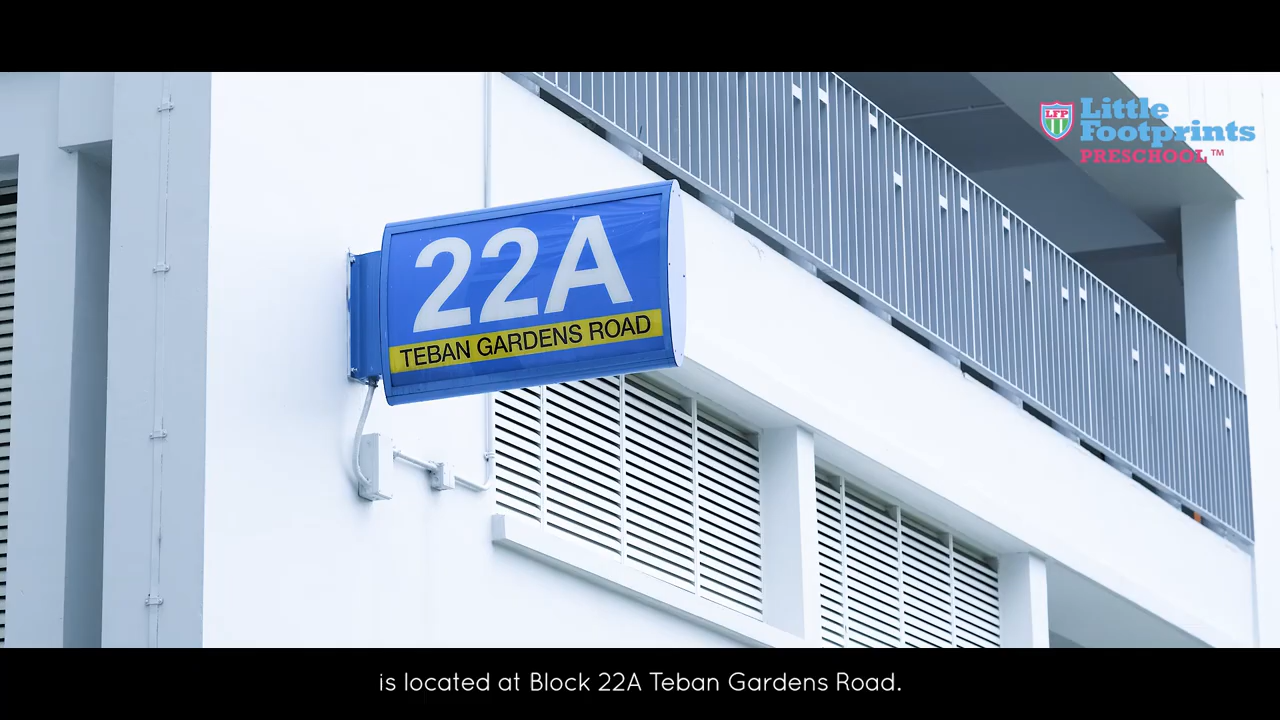 LFP
Little
Footprints
PRESCHOOL™
22A
TEBAN GARDENS ROAD
is located at Block 22A Teban Gardens Road.